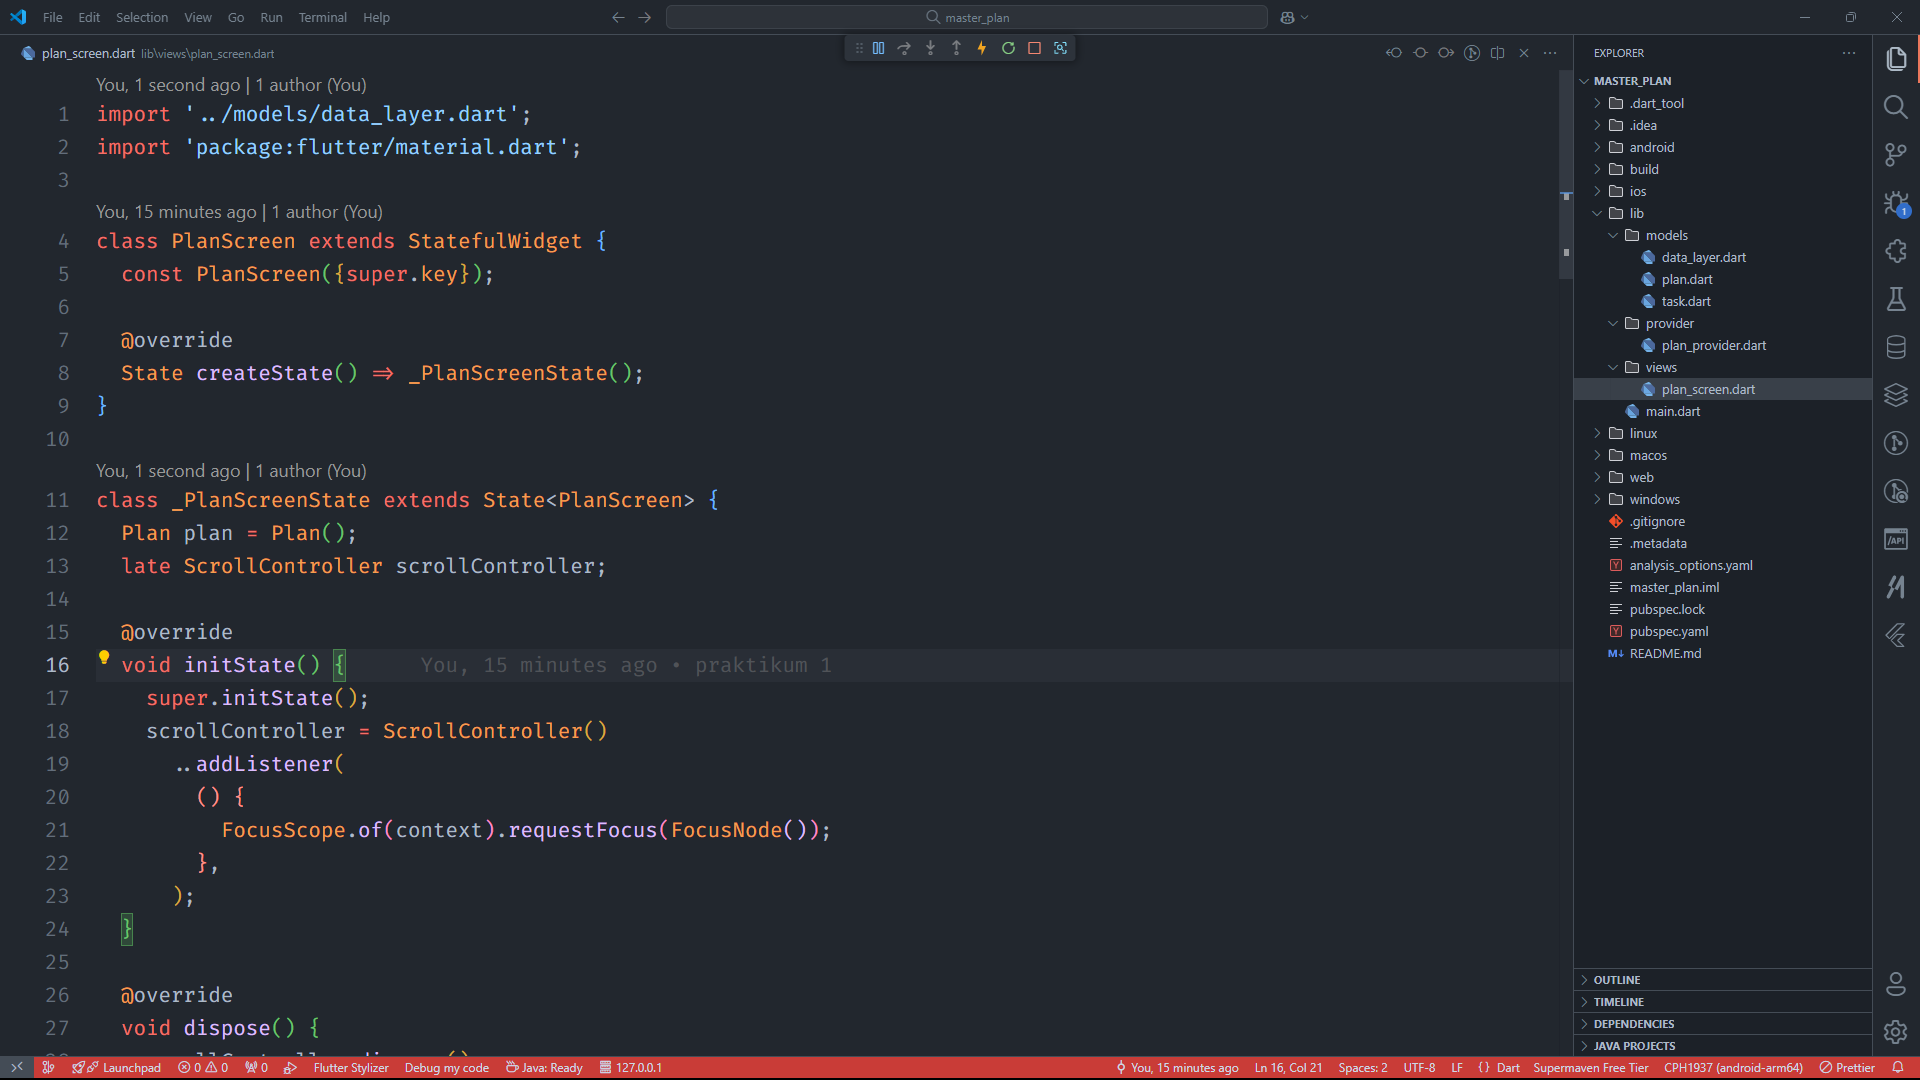 File Edit Selection View Go Run Terminal Help
master_plan
plan_screen.dart lib\views\plan_screen.dart
You, 1 second ago | 1 author (You)
1 import '../models/data_layer.dart';
2 import 'package:flutter/material.dart';
3
You, 15 minutes ago | 1 author (You)
4 class PlanScreen extends StatefulWidget {
5 const PlanScreen({super.key});
6
7 @override
8 State createState() => _PlanScreenState();
9 }
10
You, 1 second ago | 1 author (You)
11 class _PlanScreenState extends State<PlanScreen> {
12 Plan plan = Plan();
13 late ScrollController scrollController;
14
15 @override
16 void initState() { You, 15 minutes ago • praktikum 1
17 super.initState();
18 scrollController = ScrollController()
19 ..addListener(
20 () {
21 FocusScope.of(context).requestFocus(FocusNode());
22 },
23 );
24 }
25
26 @override
27 void dispose() {
EXPLORER
MASTER_PLAN
.dart_tool
.idea
android
build
ios
lib
models
data_layer.dart
plan.dart
task.dart
provider
plan_provider.dart
views
plan_screen.dart
main.dart
linux
macos
web
windows
.gitignore
.metadata
analysis_options.yaml
master_plan.iml
pubspec.lock
pubspec.yaml
README.md
OUTLINE
TIMELINE
DEPENDENCIES
JAVA PROJECTS
1
/API
Launchpad 0 0 0 Flutter Stylizer Debug my code Java: Ready 127.0.0.1 You, 15 minutes ago Ln 16, Col 21 Spaces: 2 UTF-8 LF {} Dart Supermaven Free Tier CPH1937 (android-arm64) Prettier